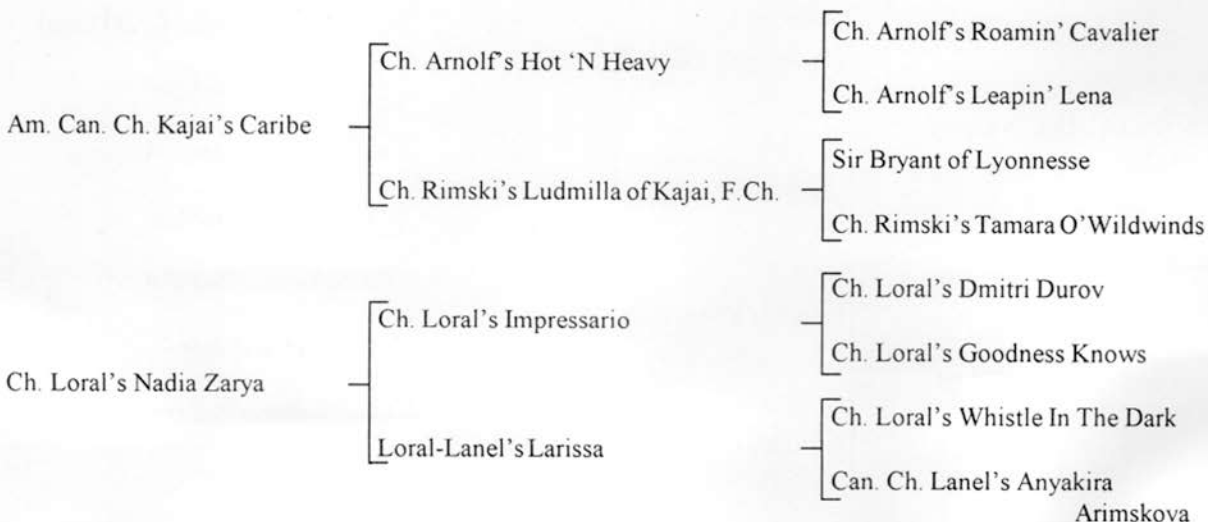 Ch. Arnolf's Roamin' Cavalier
Ch. Arnolf's Hot 'N Heavy
Ch. Arnolf's Leapin' Lena
Am. Can. Ch. Kajai's Caribe
Sir Bryant of Lyonnesse
Ch. Rimski's Ludmilla of Kajai, F.Ch.
Ch. Rimski's Tamara O'Wildwinds
Ch. Loral's Dmitri Durov
Ch. Loral's Impressario
Ch. Loral's Goodness Knows
Ch. Loral's Nadia Zarya
Ch. Loral's Whistle In The Dark
Loral-Lanel's Larissa
Can. Ch. Lanel's Anyakira
Arimskova